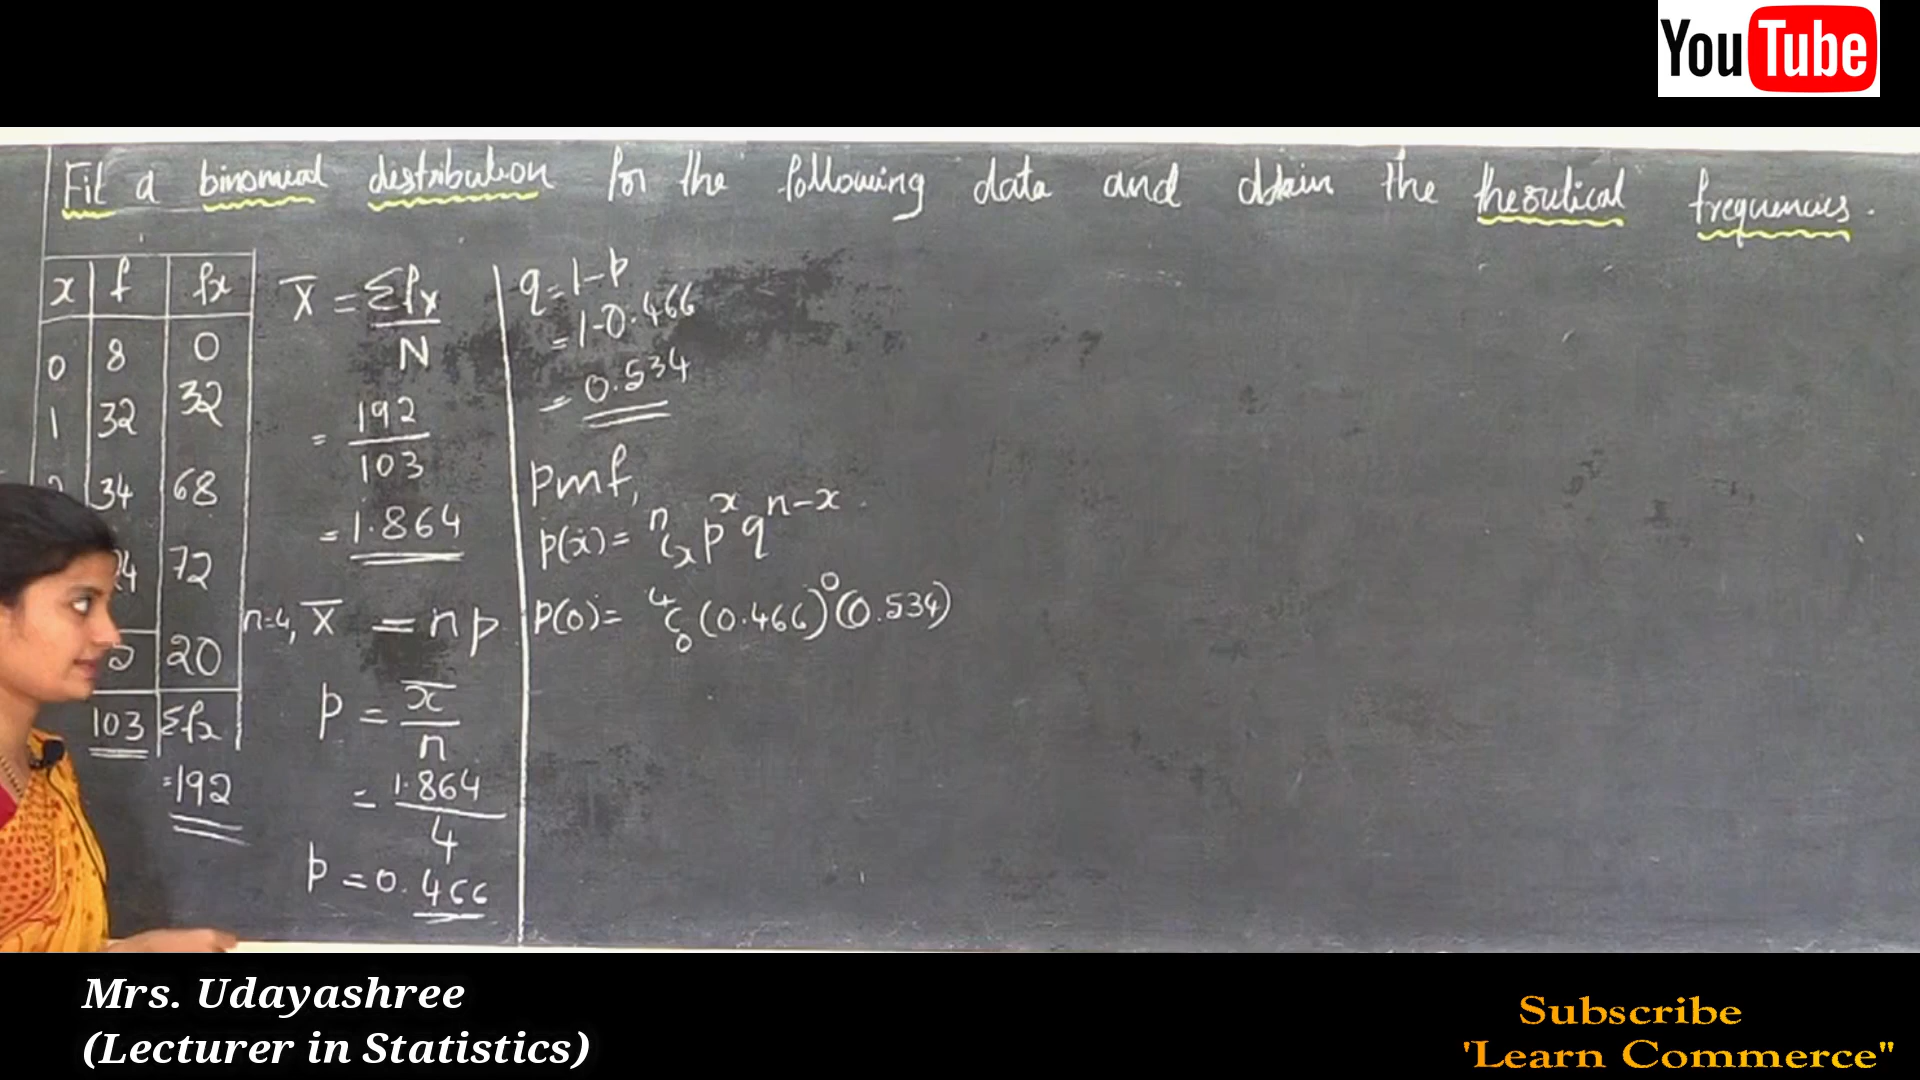 YouTube
Fit a binomial distribution for the following data and obtain the theoritical frequencies.
x f fx
0 8 0
1 32 32
34 68
24 72
20
103 Σfx
=192
X̄ = Σfx / N
= 192 / 103
= 1.864
n=4, X̄ = np
p = x̄ / n
= 1.864 / 4
p = 0.466
q = 1-p
= 1-0.466
= 0.534
pmf,
p(x) = ⁿCₓ pˣ qⁿ⁻ˣ
p(0) = ⁴C₀ (0.466)⁰ (0.534)
Mrs. Udayashree
(Lecturer in Statistics)
Subscribe
'Learn Commerce"